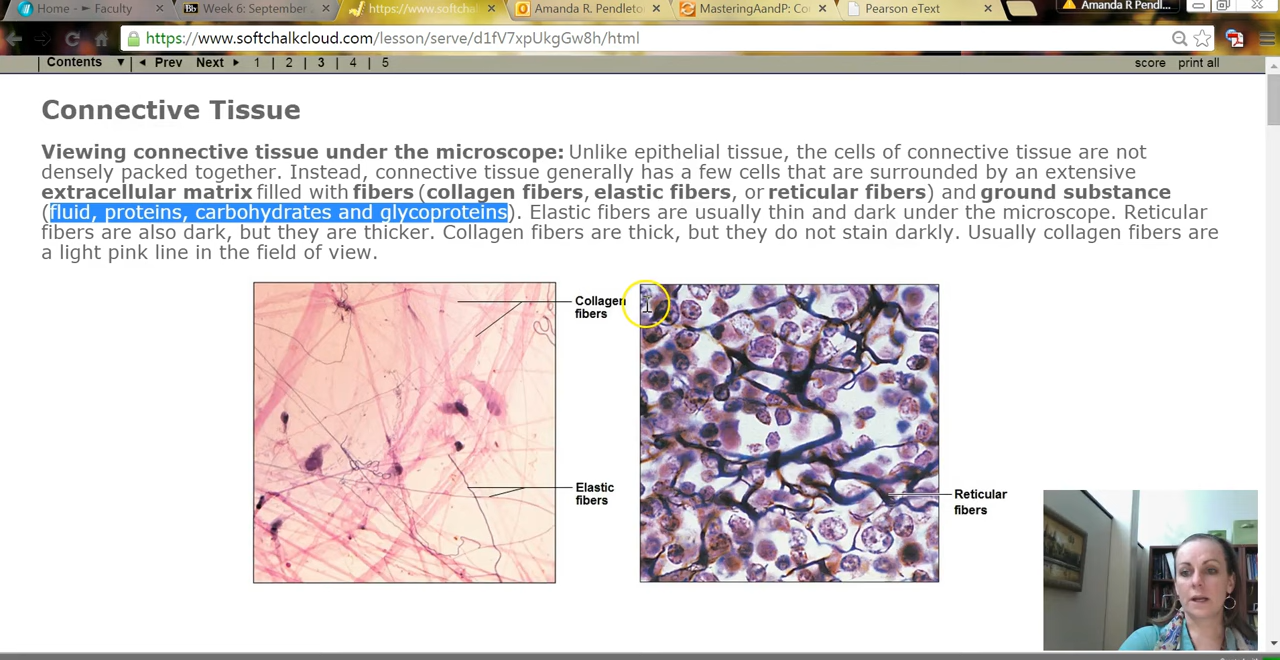 Home - ► Faculty
Bb Week 6: September
https://www.softchal
Amanda R. Pendleto
MasteringAandP: Co
Pearson eText
Amanda R Pendl...
https://www.softchalkcloud.com/lesson/serve/d1fV7xpUkgGw8h/html
Contents ▼ ◄ Prev Next ► 1 | 2 | 3 | 4 | 5
score print all
Connective Tissue
Viewing connective tissue under the microscope: Unlike epithelial tissue, the cells of connective tissue are not
densely packed together. Instead, connective tissue generally has a few cells that are surrounded by an extensive
extracellular matrix filled with fibers (collagen fibers, elastic fibers, or reticular fibers) and ground substance
(fluid, proteins, carbohydrates and glycoproteins). Elastic fibers are usually thin and dark under the microscope. Reticular
fibers are also dark, but they are thicker. Collagen fibers are thick, but they do not stain darkly. Usually collagen fibers are
a light pink line in the field of view.
Collagen
fibers
Elastic
fibers
Reticular
fibers